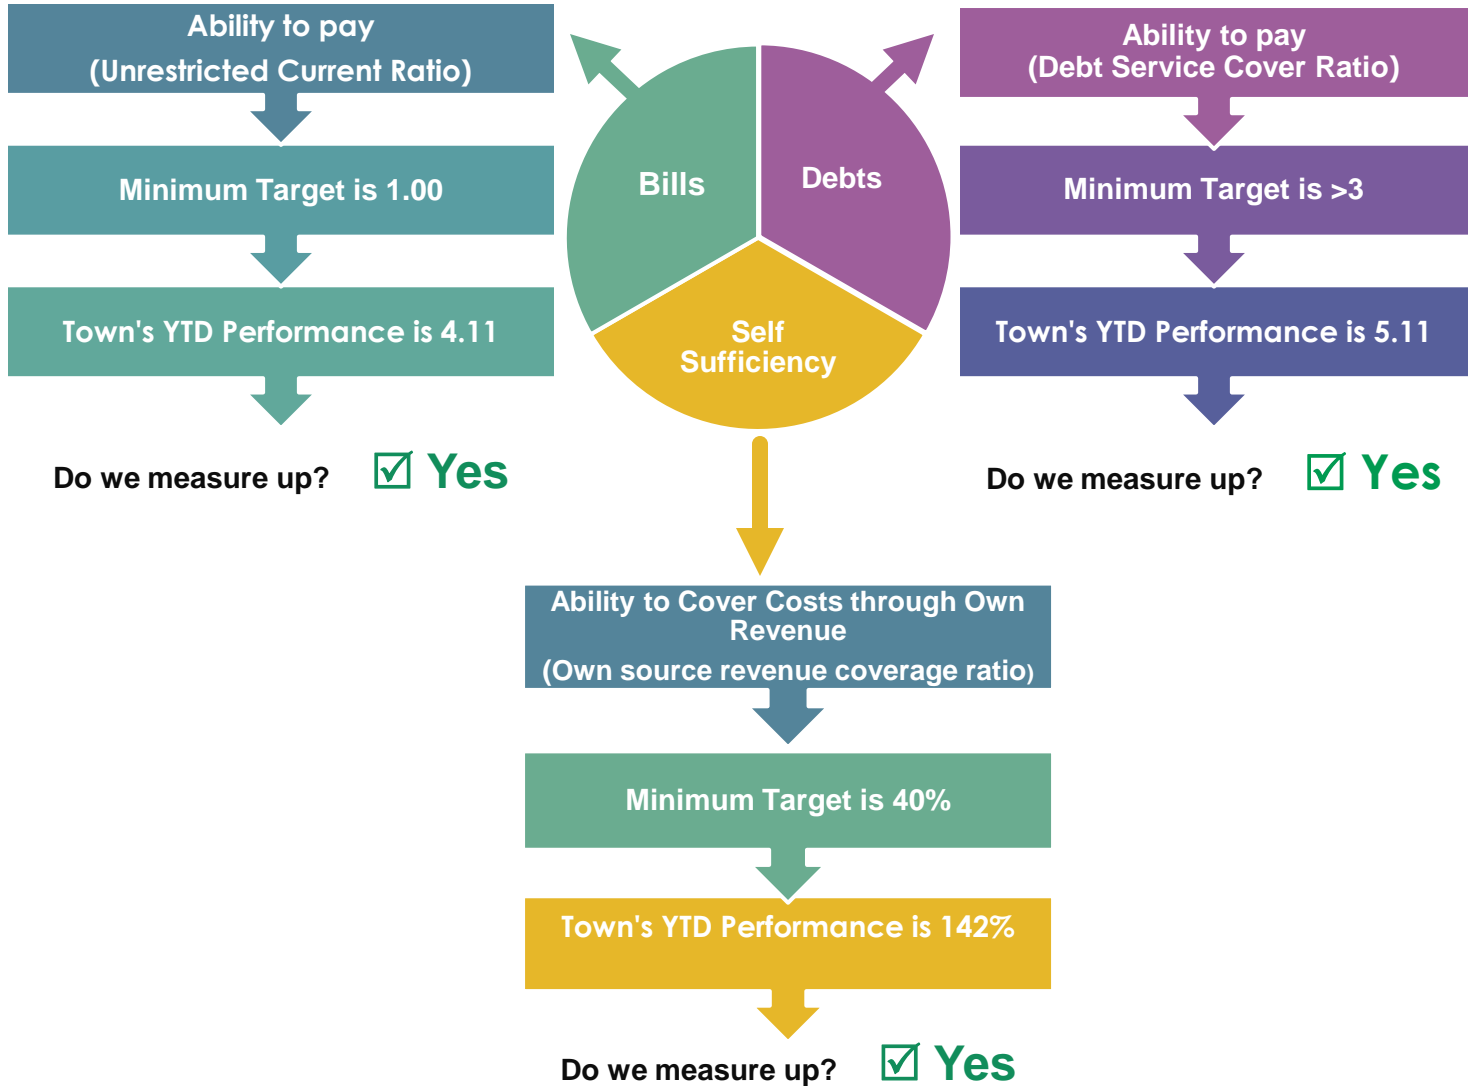 Ability to pay
(Unrestricted Current Ratio)
Minimum Target is 1.00
Town's YTD Performance is 4.11
Do we measure up? ☑ Yes
Bills
Debts
Self
Sufficiency
Ability to pay
(Debt Service Cover Ratio)
Minimum Target is >3
Town's YTD Performance is 5.11
Do we measure up? ☑ Yes
Ability to Cover Costs through Own
Revenue
(Own source revenue coverage ratio)
Minimum Target is 40%
Town's YTD Performance is 142%
Do we measure up? ☑ Yes